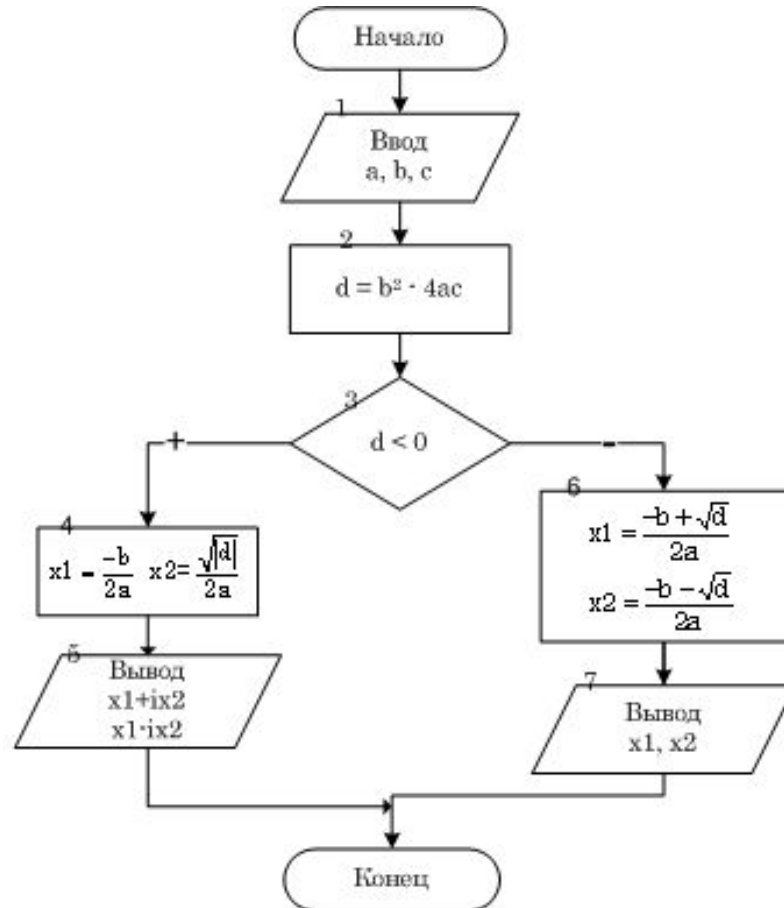 Начало
1
Ввод
a, b, c
2
d = b² - 4ac
3
d < 0
+
-
4
x1 = -b/2a x2= √|d|/2a
5
Вывод
x1+ix2
x1-ix2
6
x1 = (-b + √d)/2a
x2 = (-b - √d)/2a
7
Вывод
x1, x2
Конец